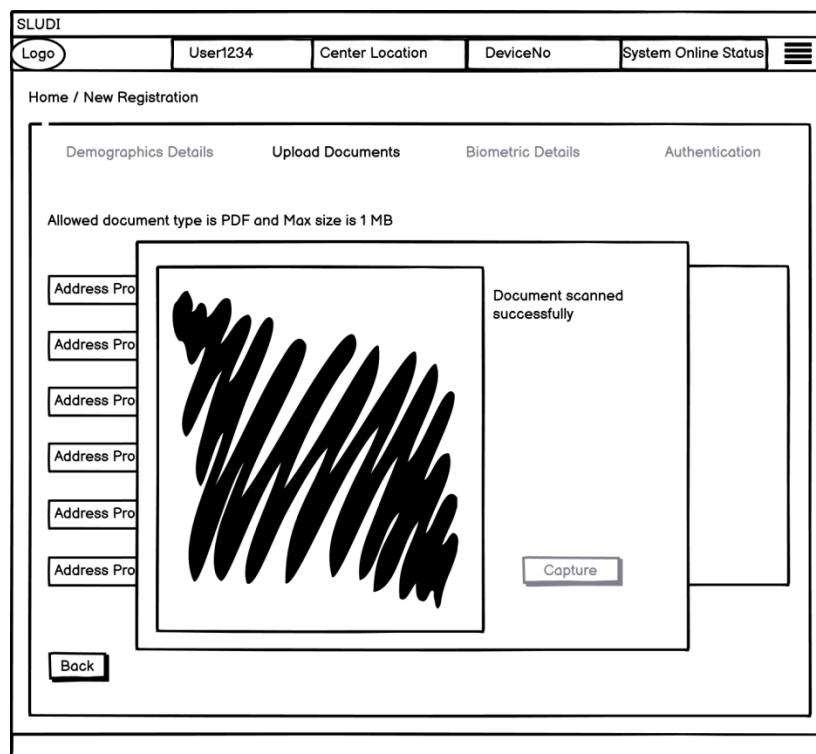 SLUDI
Logo
User1234
Center Location
DeviceNo
System Online Status
Home / New Registration
Demographics Details
Upload Documents
Biometric Details
Authentication
Allowed document type is PDF and Max size is 1 MB
Address Pro
Document scanned
successfully
Address Pro
Address Pro
Address Pro
Address Pro
Address Pro
Capture
Back